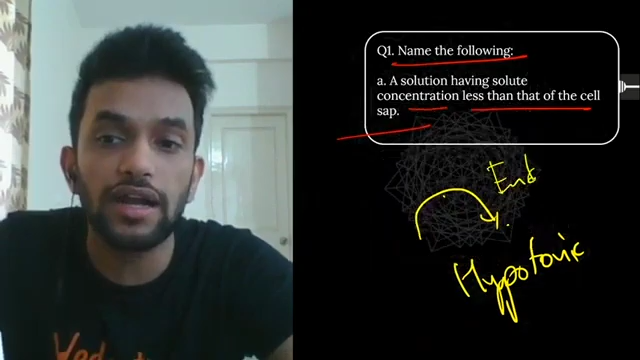 Q1. Name the following:
a. A solution having solute
concentration less than that of the cell
sap.
End
Hypotonic